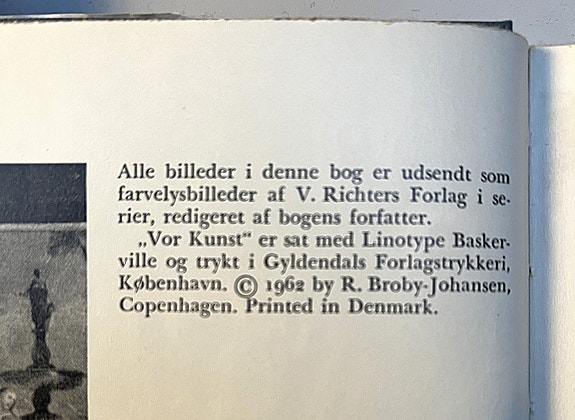 Alle billeder i denne bog er udsendt som
farvelysbilleder af V. Richters Forlag i se-
rier, redigeret af bogens forfatter.
„Vor Kunst“ er sat med Linotype Basker-
ville og trykt i Gyldendals Forlagstrykkeri,
København. © 1962 by R. Broby-Johansen,
Copenhagen. Printed in Denmark.